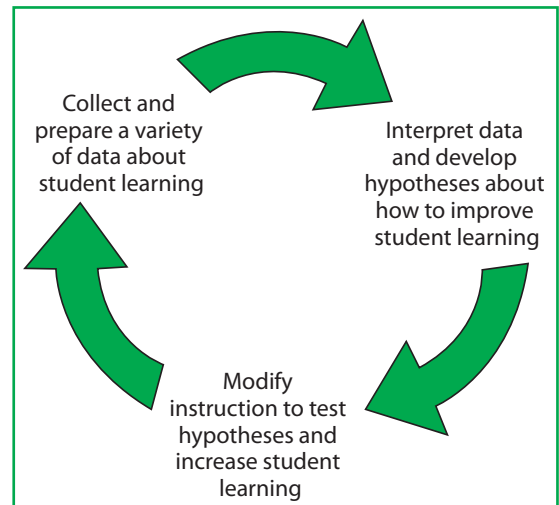 Collect and
prepare a variety
of data about
student learning
Interpret data
and develop
hypotheses about
how to improve
student learning
Modify
instruction to test
hypotheses and
increase student
learning